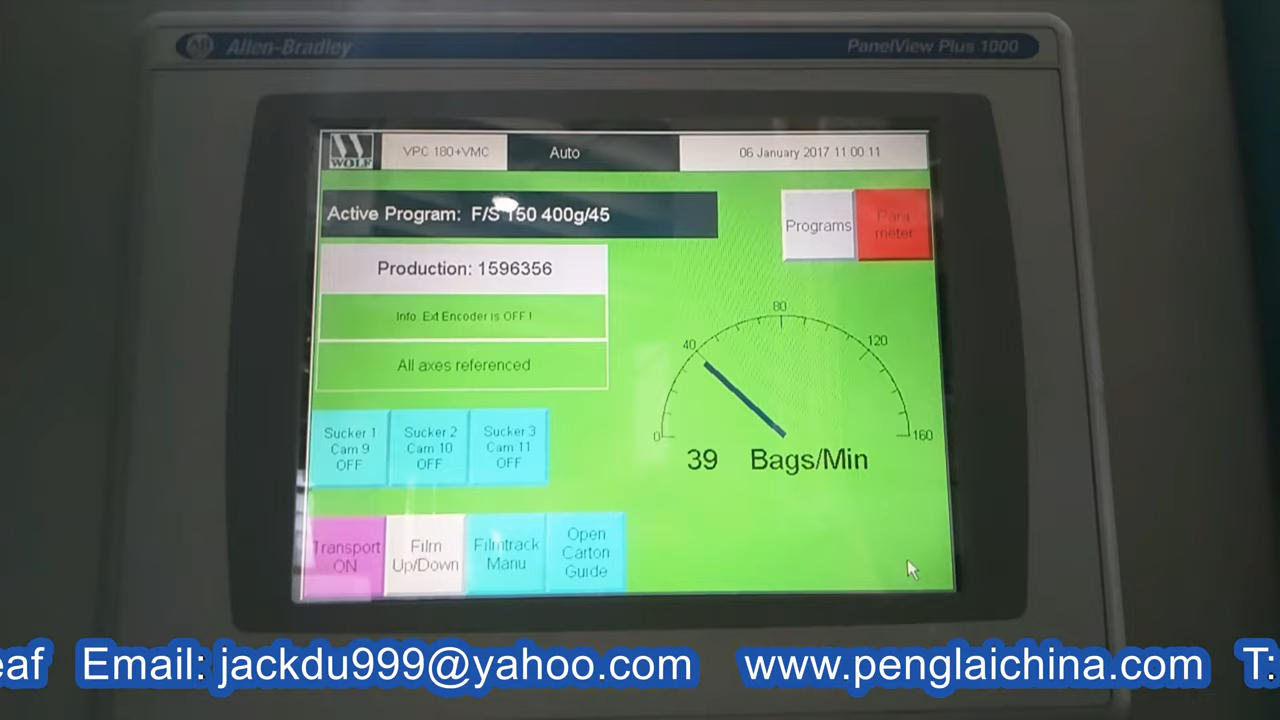 AB Allen-Bradley
PanelView Plus 1000
WOLF
VPC 180+VMC
Auto
06 January 2017 11 00 11
Active Program: F/S 150 400g/45
Programs
Para
meter
Production: 1596356
Info Ext Encoder is OFF !
All axes referenced
0
40
80
120
160
39 Bags/Min
Sucker 1
Cam 9
OFF
Sucker 2
Cam 10
OFF
Sucker 3
Cam 11
OFF
Transport
ON
Film
Up/Down
Filmtrack
Manu
Open
Carton
Guide
eaf Email: jackdu999@yahoo.com www.penglaichina.com T: